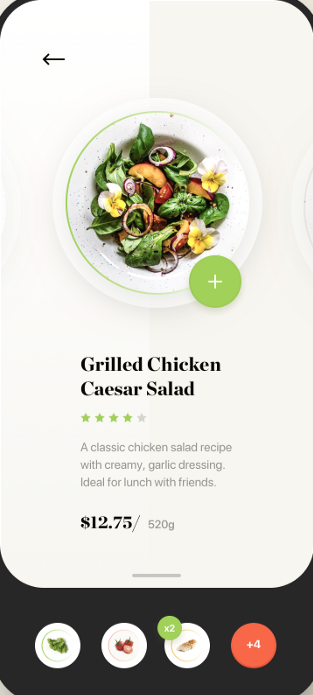 Grilled Chicken
Caesar Salad
A classic chicken salad recipe
with creamy, garlic dressing.
Ideal for lunch with friends.
$12.75/ 520g
x2
+4